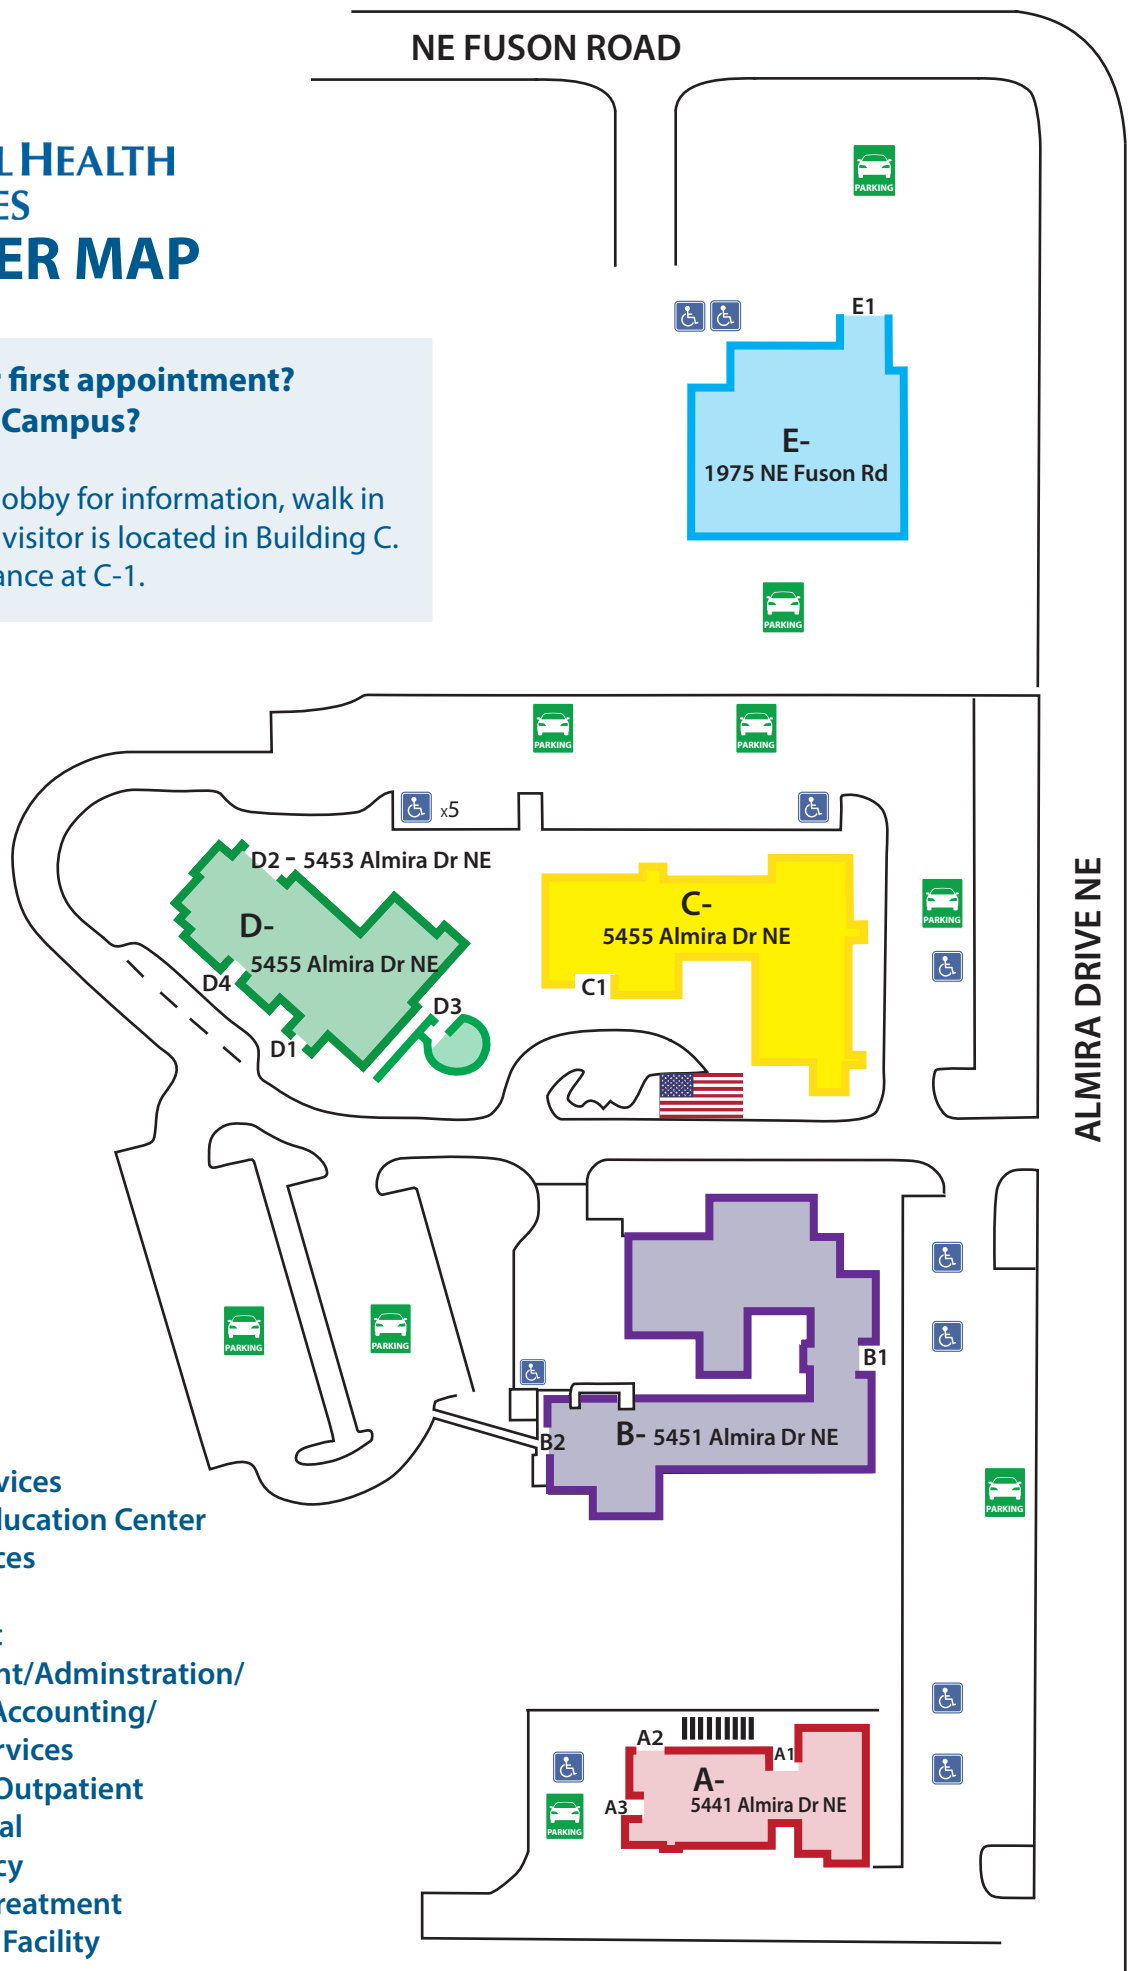 NE FUSON ROAD
L HEALTH
ES
ER MAP
PARKING
E1
first appointment?
Campus?
E-
1975 NE Fuson Rd
obby for information, walk in
visitor is located in Building C.
ance at C-1.
PARKING
PARKING
PARKING
x5
D2 - 5453 Almira Dr NE
D-
5455 Almira Dr NE
D4
D3
D1
C-
5455 Almira Dr NE
C1
PARKING
ALMIRA DRIVE NE
PARKING
PARKING
B1
B- 5451 Almira Dr NE
B2
PARKING
vices
ducation Center
ces
t
nt/Adminstration/
Accounting/
rvices
Outpatient
al
cy
reatment
Facility
A2
A1
A-
5441 Almira Dr NE
A3
PARKING